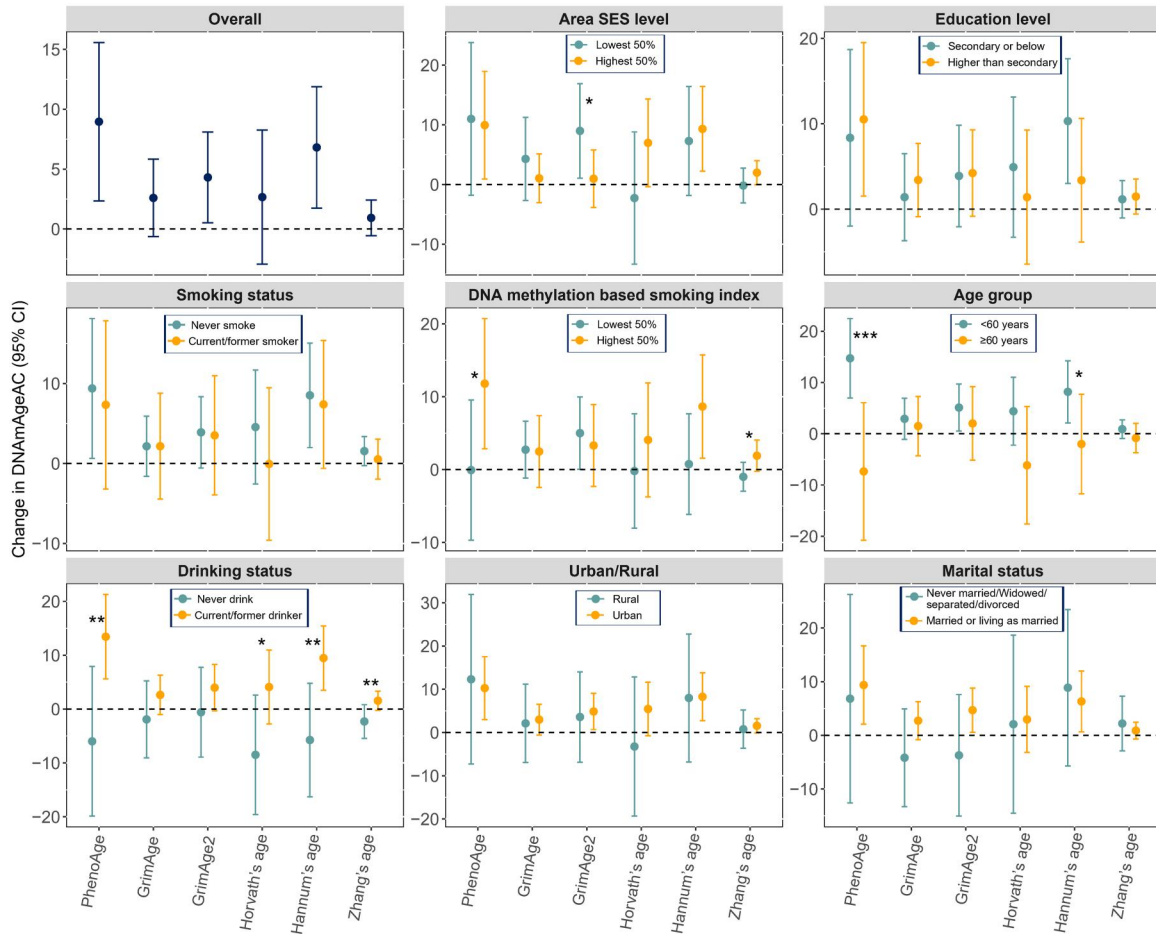 Change in DNAmAgeAC (95% CI)
Overall
15
10
5
0
Area SES level
Lowest 50%
Highest 50%
*
20
10
0
−10
Education level
Secondary or below
Higher than secondary
20
10
0
Smoking status
Never smoke
Current/former smoker
10
0
−10
DNA methylation based smoking index
Lowest 50%
Highest 50%
*
*
20
10
0
−10
Age group
<60 years
≥60 years
***
*
20
10
0
−10
−20
Drinking status
Never drink
Current/former drinker
**
*
**
**
20
10
0
−10
−20
Urban/Rural
Rural
Urban
30
20
10
0
−10
−20
Marital status
Never married/Widowed/
separated/divorced
Married or living as married
20
10
0
−10
PhenoAge
GrimAge
GrimAge2
Horvath's age
Hannum's age
Zhang's age
PhenoAge
GrimAge
GrimAge2
Horvath's age
Hannum's age
Zhang's age
PhenoAge
GrimAge
GrimAge2
Horvath's age
Hannum's age
Zhang's age